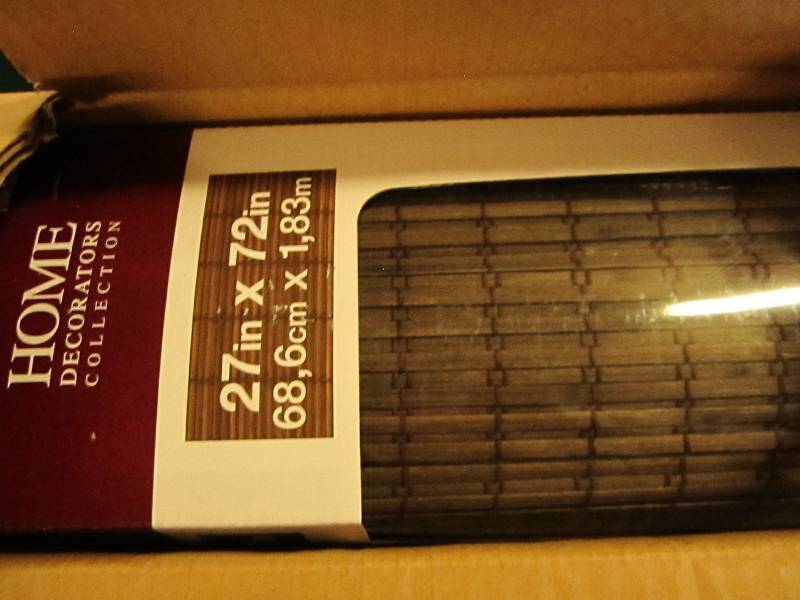 HOME
DECORATORS
COLLECTION
27in X 72in
68,6cm X 1,83m